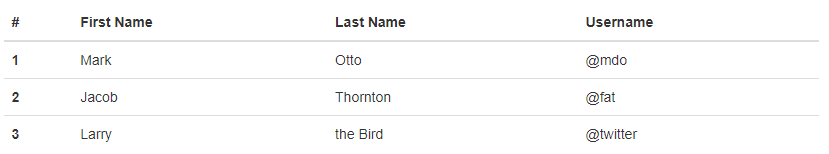 # First Name Last Name Username
1 Mark Otto @mdo
2 Jacob Thornton @fat
3 Larry the Bird @twitter